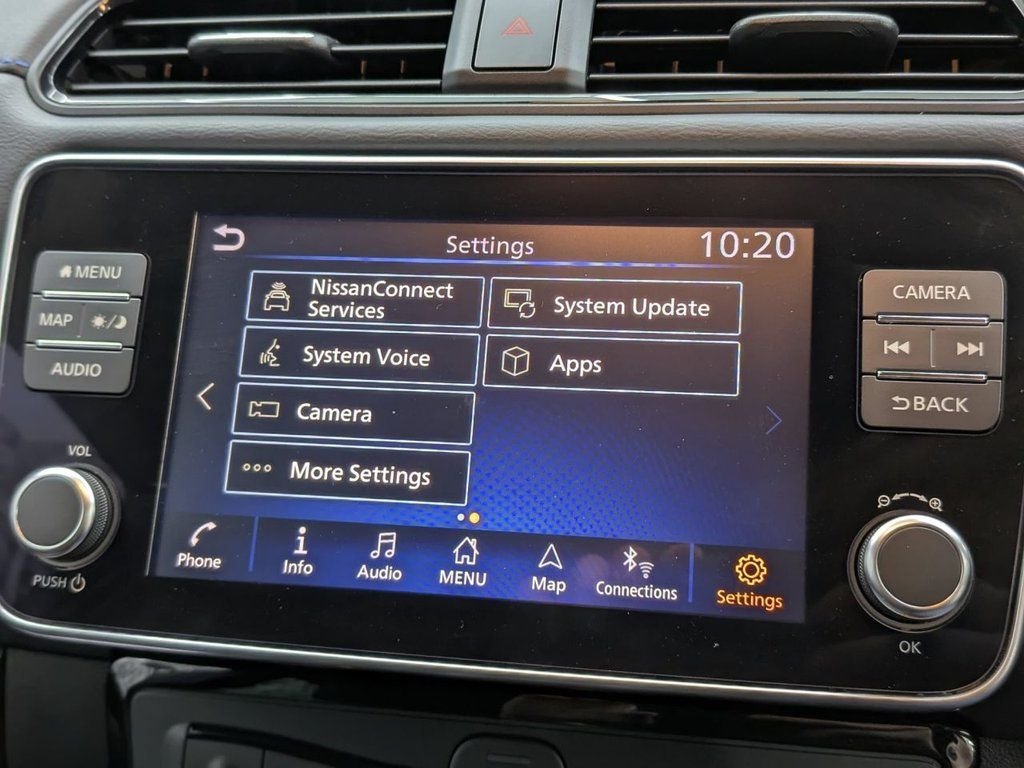 Settings
10:20
NissanConnect
Services
System Update
System Voice
Apps
Camera
More Settings
Phone
Info
Audio
MENU
Map
Connections
Settings
MENU
MAP
AUDIO
VOL
PUSH
CAMERA
BACK
OK